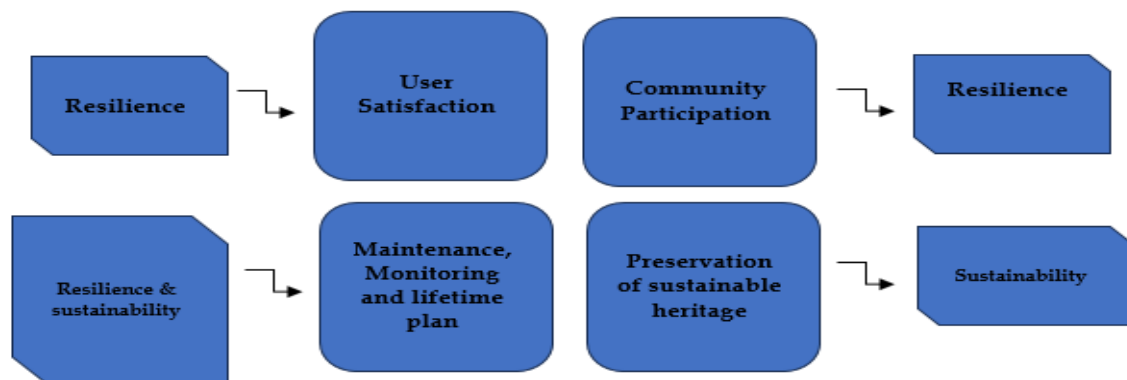 Resilience
User
Satisfaction
Community
Participation
Resilience
Resilience &
sustainability
Maintenance,
Monitoring
and lifetime
plan
Preservation
of sustainable
heritage
Sustainability